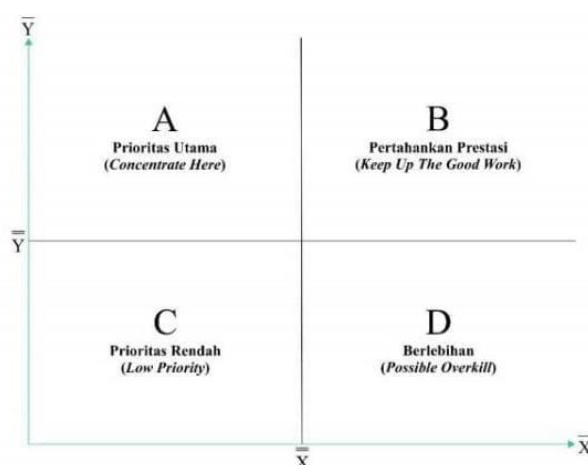 Y̅
A
Prioritas Utama
(Concentrate Here)
B
Pertahankan Prestasi
(Keep Up The Good Work)
Y̿
C
Prioritas Rendah
(Low Priority)
D
Berlebihan
(Possible Overkill)
X̿
X̅